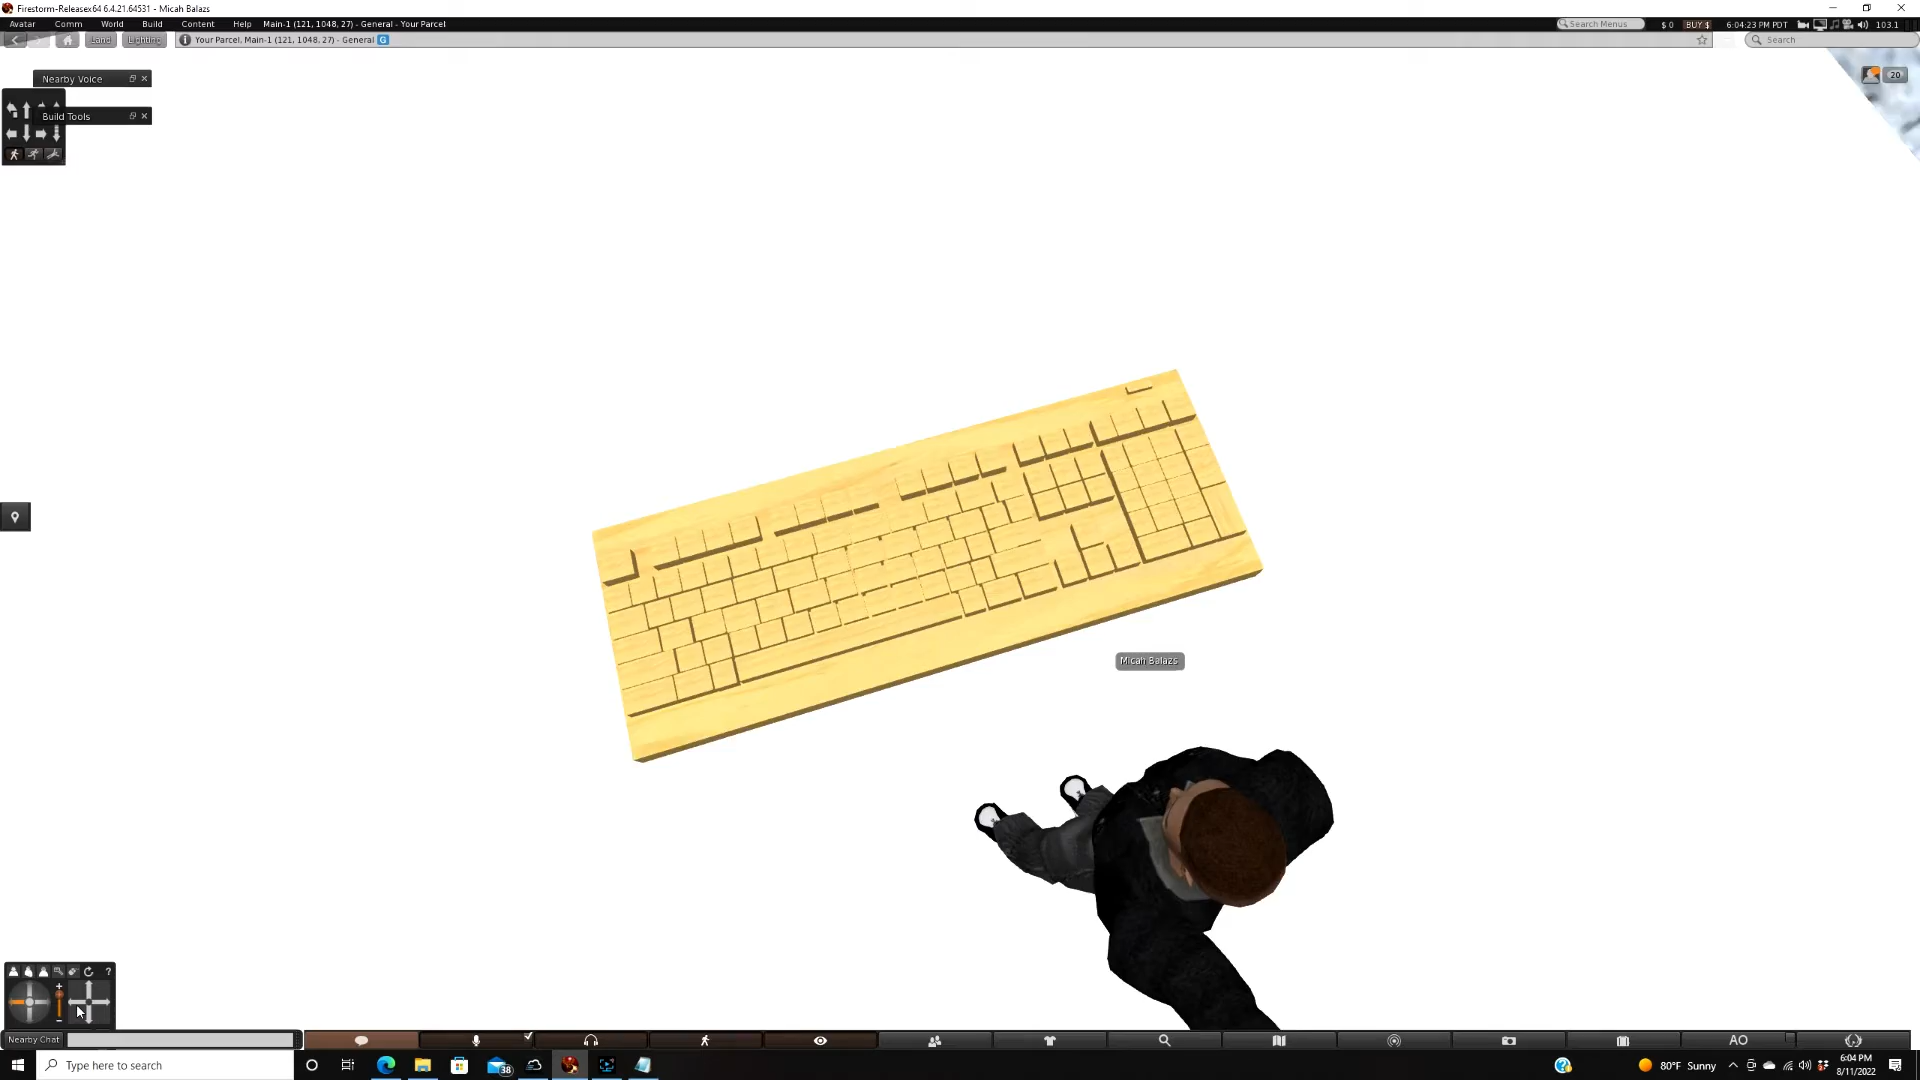 Firestorm-Releasex64 6.4.21.64531 - Micah Balazs
Avatar Comm World Build Content Help Main-1 (121, 1048, 27) - General - Your Parcel
Search Menus
$ 0 BUY $ 6:04:23 PM PDT 103.1
Land Lighting
Your Parcel, Main-1 (121, 1048, 27) - General G
Search
Nearby Voice
20
Build Tools
Micah Balazs
Nearby Chat
AO
Type here to search
38
80°F Sunny
6:04 PM
8/11/2022